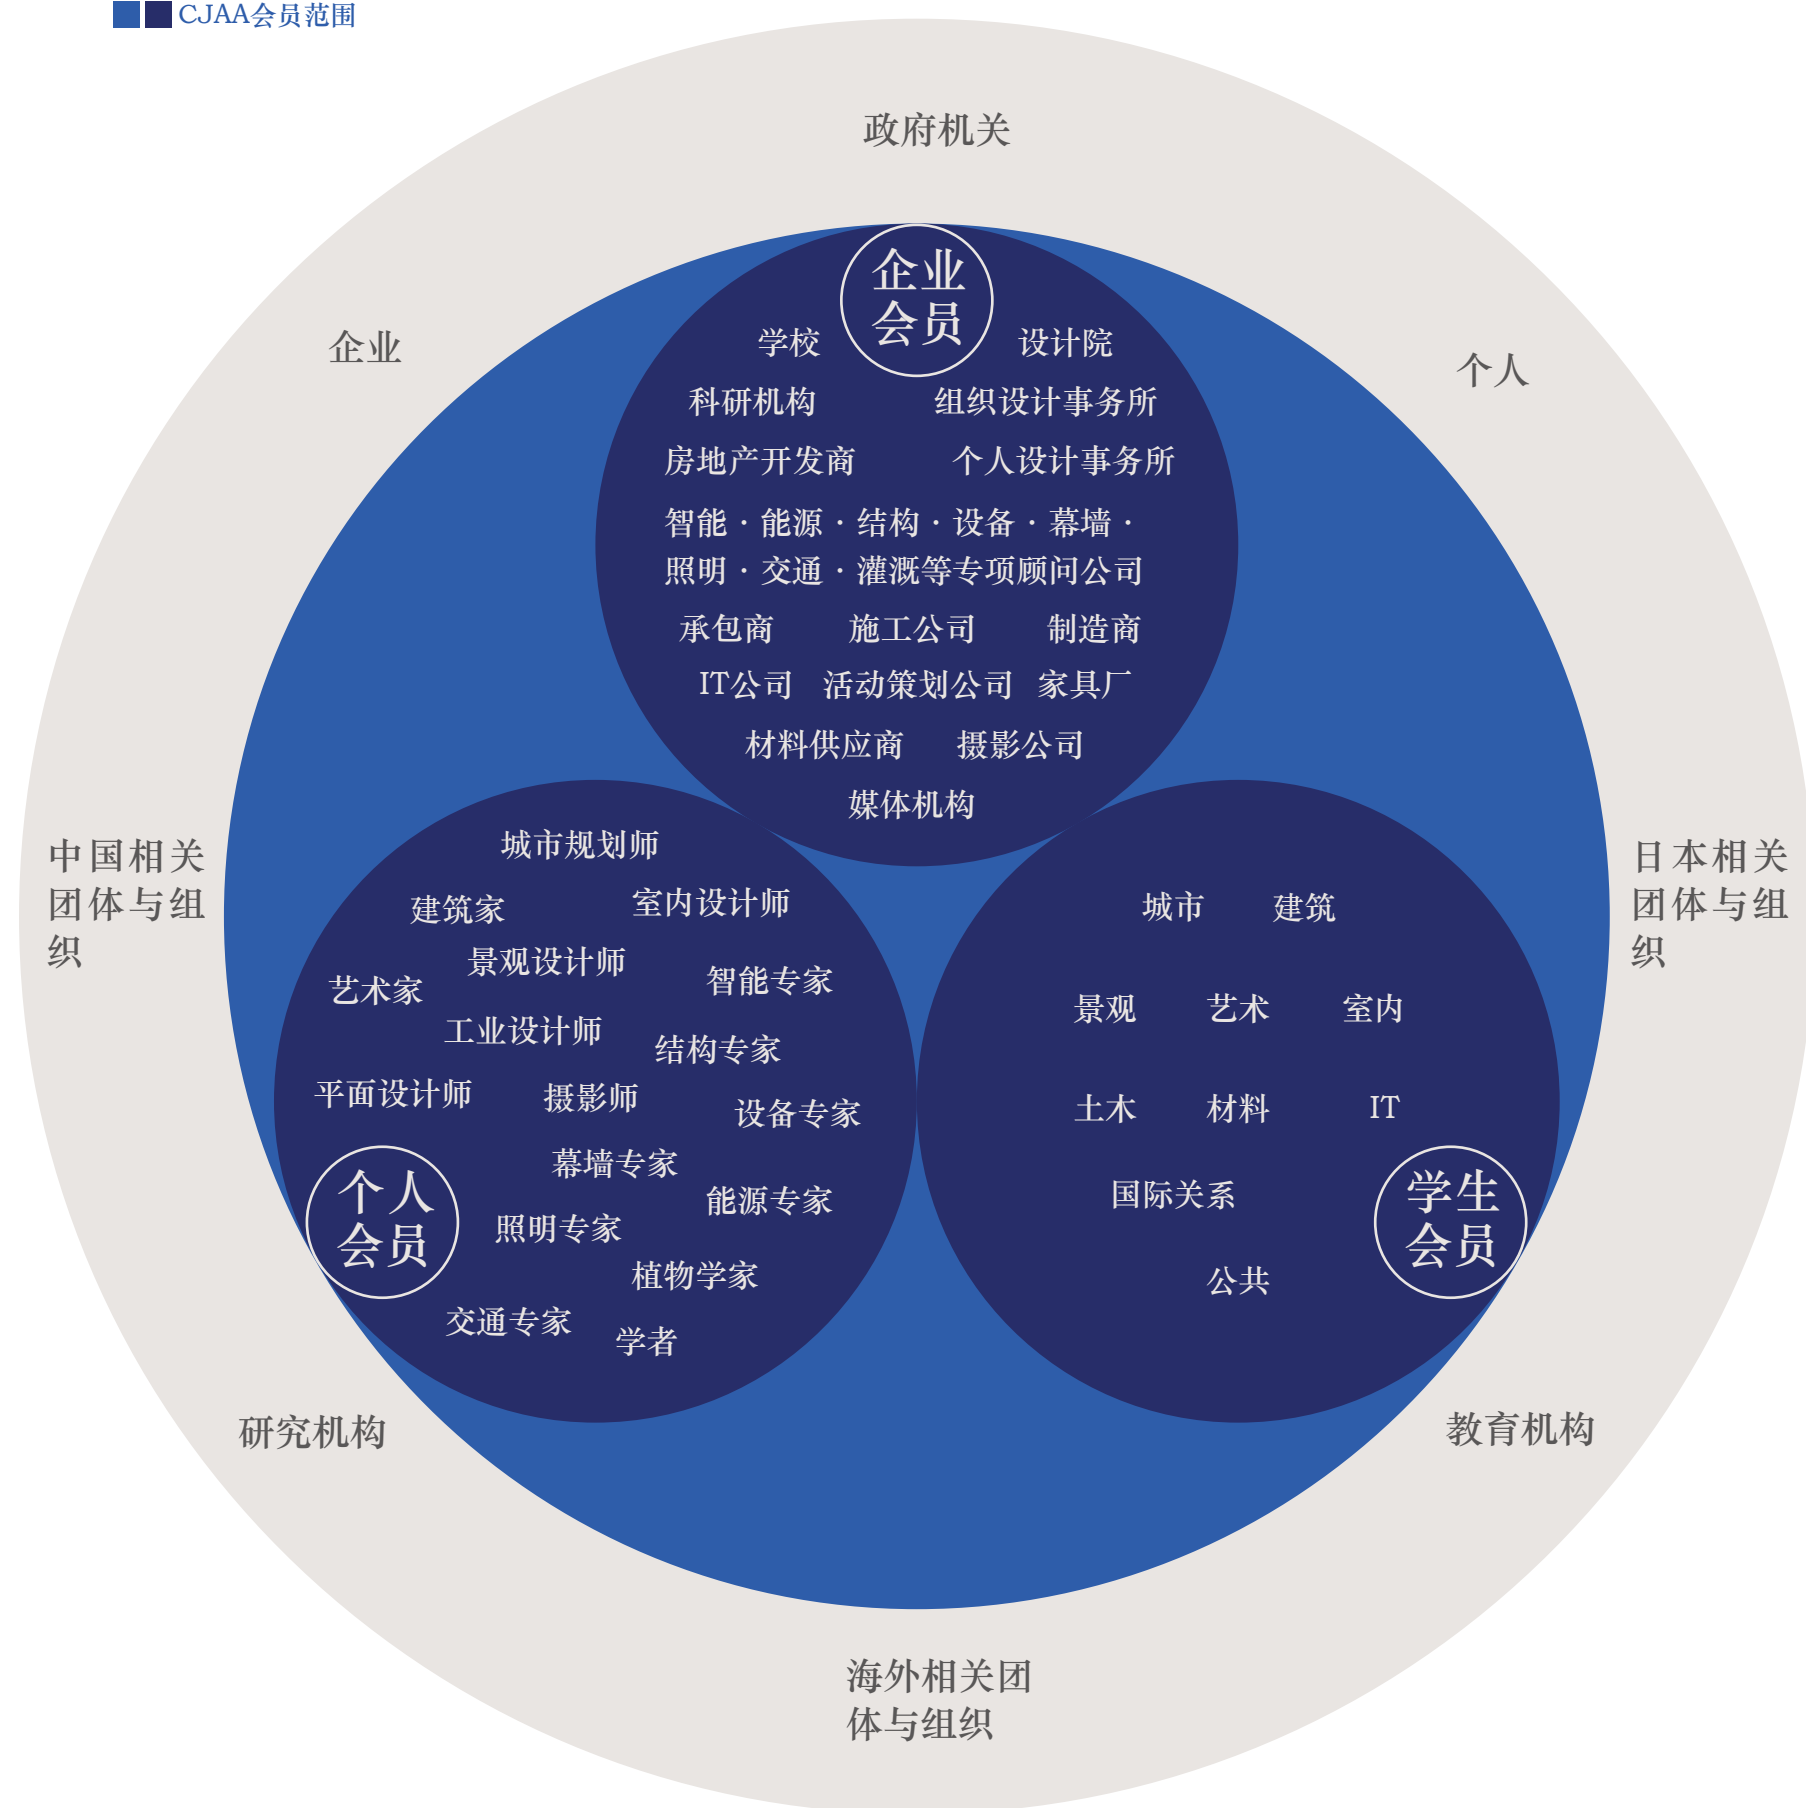 CJAA会员范围
政府机关
企业
个人
企业
会员
学校
设计院
科研机构
组织设计事务所
房地产开发商
个人设计事务所
智能·能源·结构·设备·幕墙·
照明·交通·灌溉等专项顾问公司
承包商
施工公司
制造商
IT公司
活动策划公司
家具厂
材料供应商
摄影公司
媒体机构
中国相关
团体与组
织
日本相关
团体与组
织
城市规划师
建筑家
室内设计师
景观设计师
艺术家
智能专家
工业设计师
结构专家
平面设计师
摄影师
设备专家
幕墙专家
能源专家
照明专家
植物学家
交通专家
学者
个人
会员
城市
建筑
景观
艺术
室内
土木
材料
IT
国际关系
公共
学生
会员
研究机构
教育机构
海外相关团
体与组织